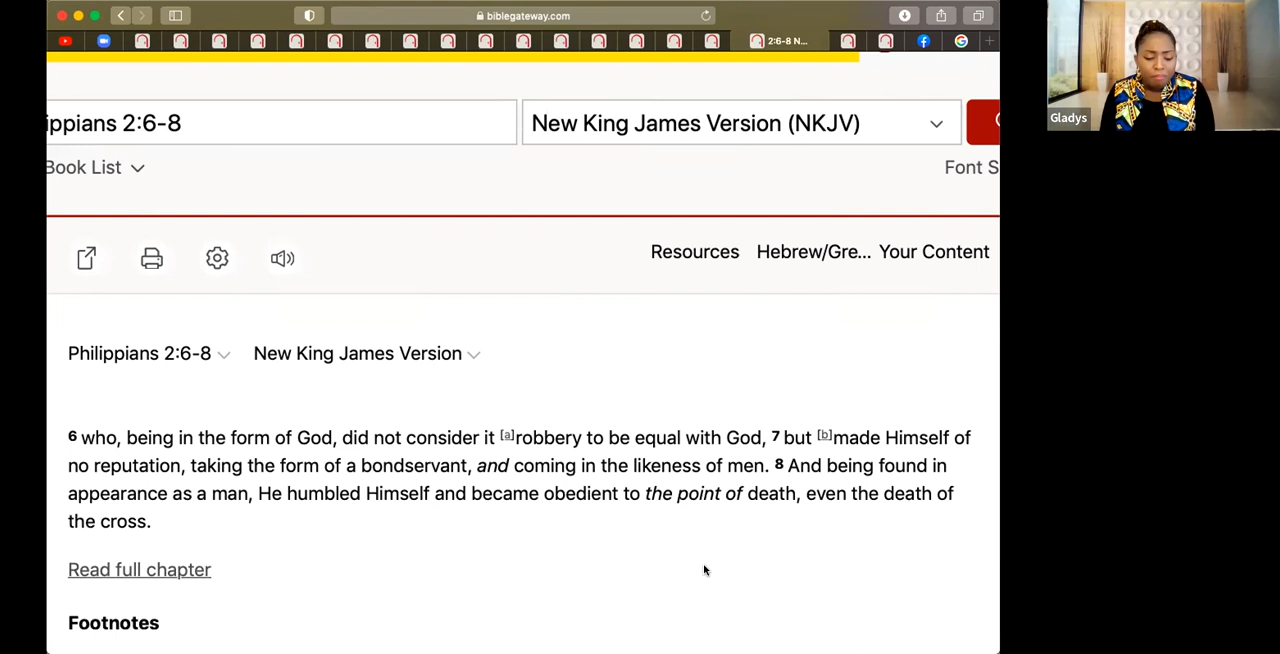 biblegateway.com
2:6-8 N...
ippians 2:6-8
New King James Version (NKJV)
Book List
Font S
Resources Hebrew/Gre... Your Content
Philippians 2:6-8 New King James Version
6 who, being in the form of God, did not consider it [a]robbery to be equal with God, 7 but [b]made Himself of
no reputation, taking the form of a bondservant, and coming in the likeness of men. 8 And being found in
appearance as a man, He humbled Himself and became obedient to the point of death, even the death of
the cross.
Read full chapter
Footnotes
Gladys